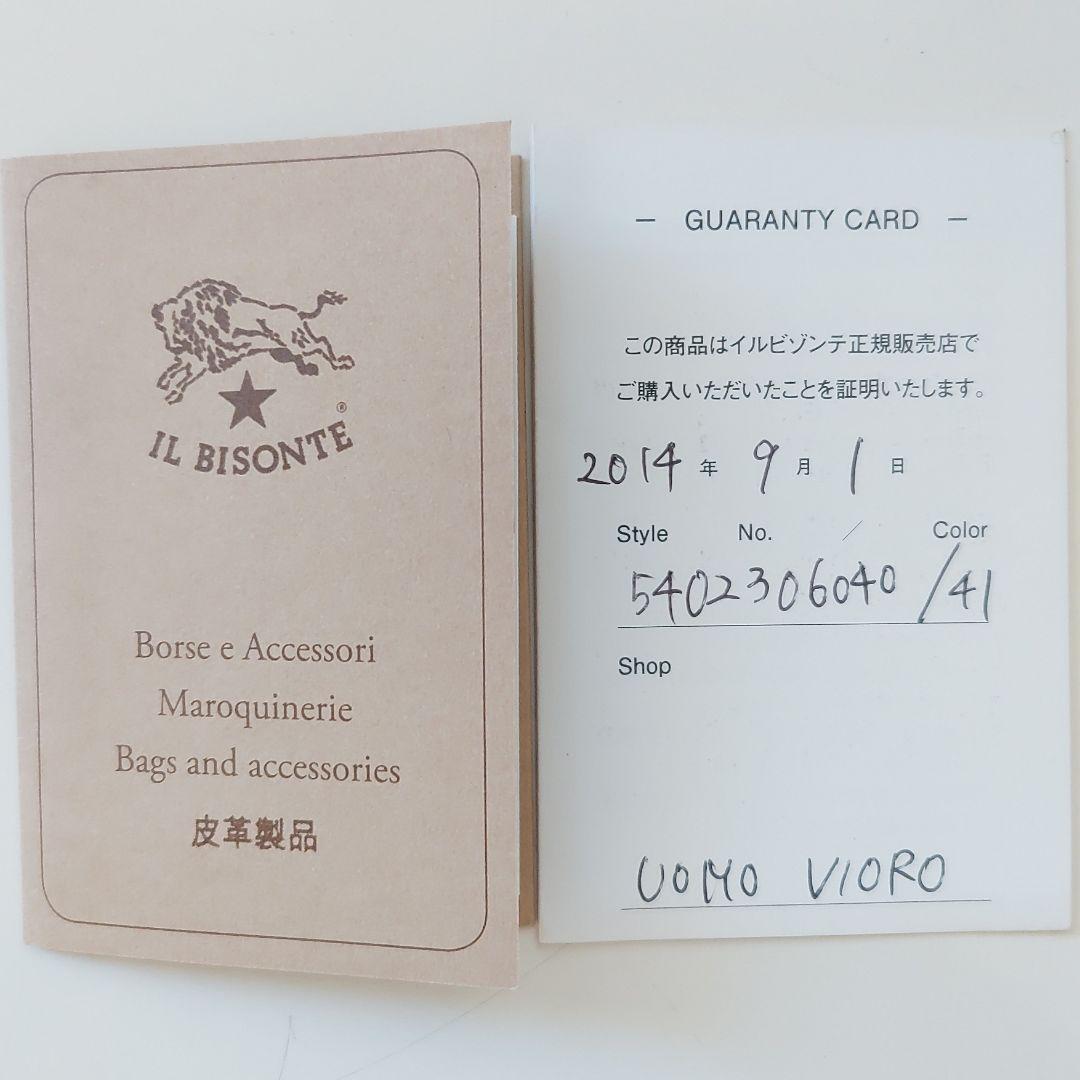 IL BISONTE®
Borse e Accessori
Maroquinerie
Bags and accessories
皮革製品
— GUARANTY CARD —
この商品はイルビゾンテ正規販売店で
ご購入いただいたことを証明いたします。
2014 年 9 月 1 日
Style No. / Color
5402306040 / 41
Shop
UOMO VIORO